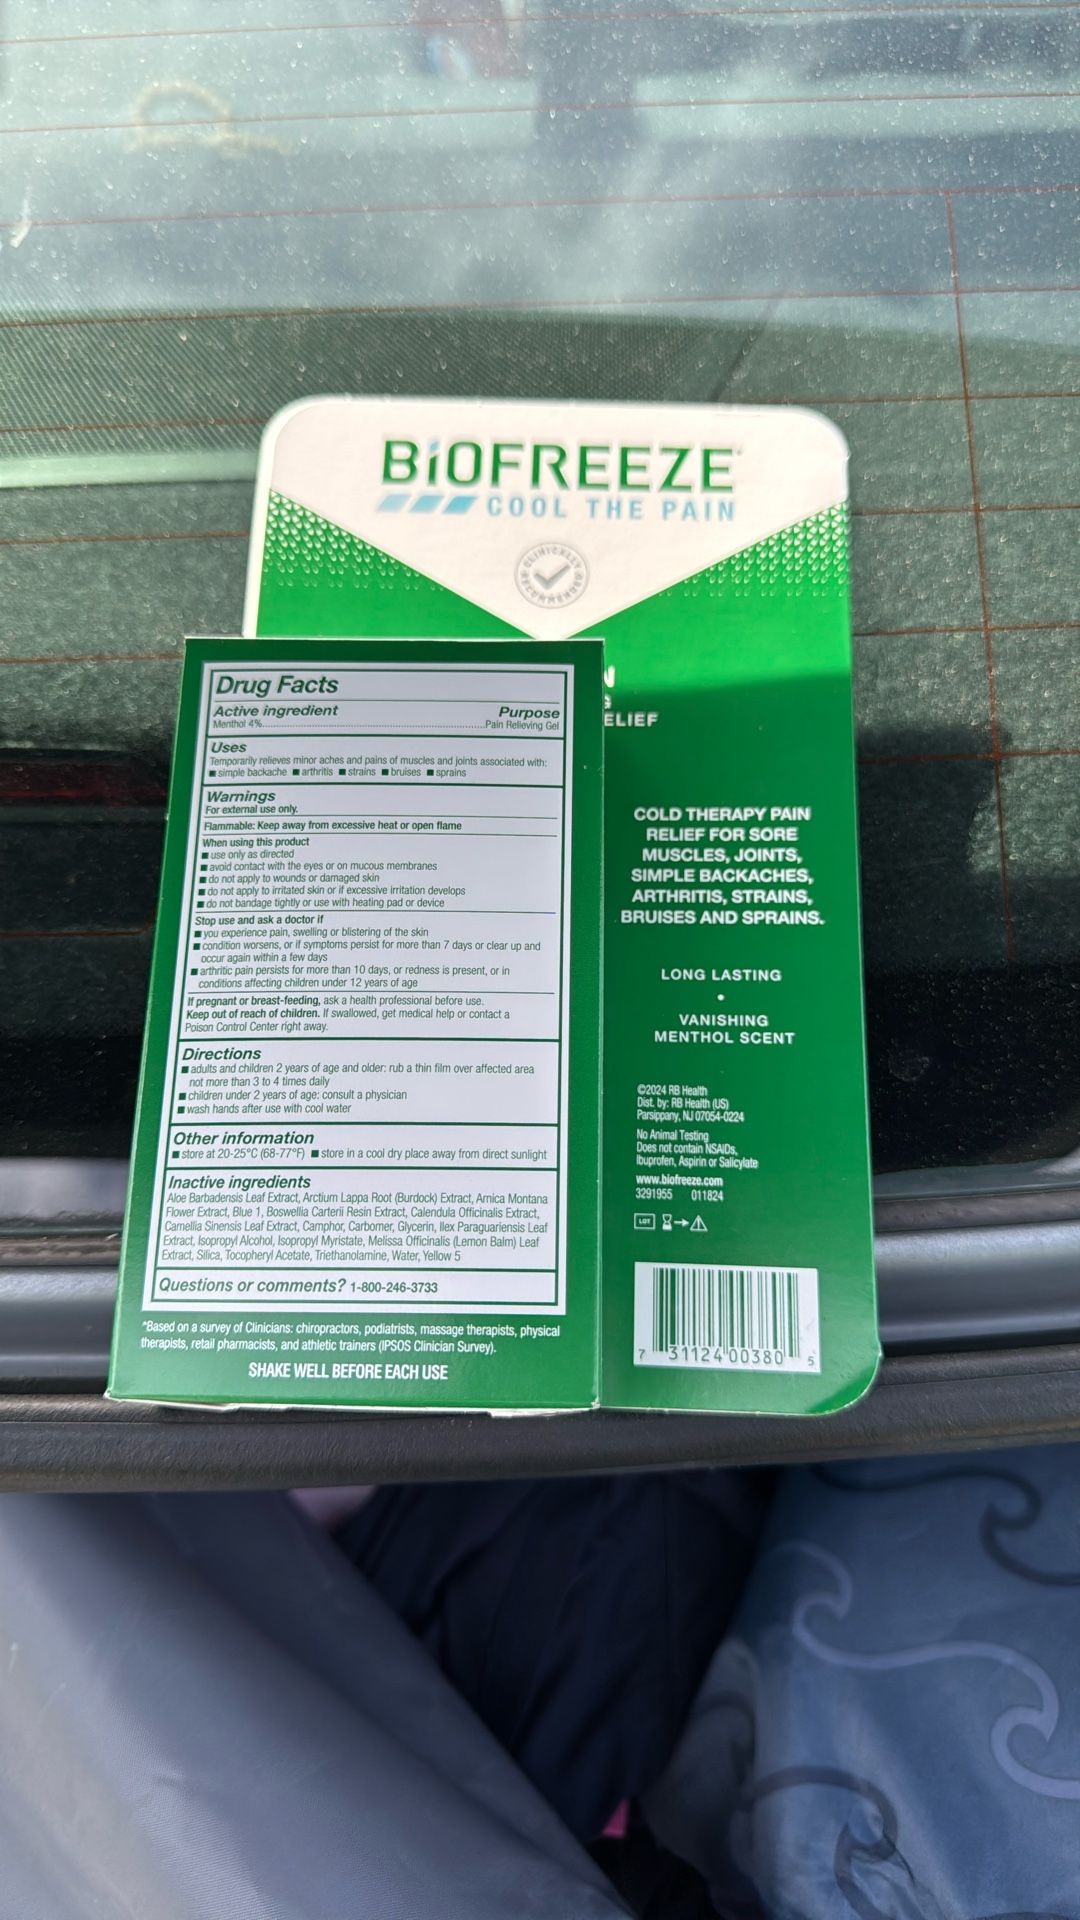 BiOFREEZE
COOL THE PAIN
CLINICALLY RECOMMENDED
ELIEF
Drug Facts
Active ingredient Purpose
Menthol 4%..........Pain Relieving Gel
Uses
Temporarily relieves minor aches and pains of muscles and joints associated with:
■ simple backache ■ arthritis ■ strains ■ bruises ■ sprains
Warnings
For external use only.
Flammable: Keep away from excessive heat or open flame
When using this product
■ use only as directed
■ avoid contact with the eyes or on mucous membranes
■ do not apply to wounds or damaged skin
■ do not apply to irritated skin or if excessive irritation develops
■ do not bandage tightly or use with heating pad or device
Stop use and ask a doctor if
■ you experience pain, swelling or blistering of the skin
■ condition worsens, or if symptoms persist for more than 7 days or clear up and
occur again within a few days
■ arthritic pain persists for more than 10 days, or redness is present, or in
conditions affecting children under 12 years of age
If pregnant or breast-feeding, ask a health professional before use.
Keep out of reach of children. If swallowed, get medical help or contact a
Poison Control Center right away.
Directions
■ adults and children 2 years of age and older: rub a thin film over affected area
not more than 3 to 4 times daily
■ children under 2 years of age: consult a physician
■ wash hands after use with cool water
Other information
■ store at 20-25°C (68-77°F) ■ store in a cool dry place away from direct sunlight
Inactive ingredients
Aloe Barbadensis Leaf Extract, Arctium Lappa Root (Burdock) Extract, Arnica Montana
Flower Extract, Blue 1, Boswellia Carterii Resin Extract, Calendula Officinalis Extract,
Camellia Sinensis Leaf Extract, Camphor, Carbomer, Glycerin, Ilex Paraguariensis Leaf
Extract, Isopropyl Alcohol, Isopropyl Myristate, Melissa Officinalis (Lemon Balm) Leaf
Extract, Silica, Tocopheryl Acetate, Triethanolamine, Water, Yellow 5
Questions or comments? 1-800-246-3733
*Based on a survey of Clinicians: chiropractors, podiatrists, massage therapists, physical
therapists, retail pharmacists, and athletic trainers (IPSOS Clinician Survey).
SHAKE WELL BEFORE EACH USE
COLD THERAPY PAIN
RELIEF FOR SORE
MUSCLES, JOINTS,
SIMPLE BACKACHES,
ARTHRITIS, STRAINS,
BRUISES AND SPRAINS.
LONG LASTING
•
VANISHING
MENTHOL SCENT
©2024 RB Health
Dist. by: RB Health (US)
Parsippany, NJ 07054-0224
No Animal Testing
Does not contain NSAIDs,
Ibuprofen, Aspirin or Salicylate
www.biofreeze.com
3291955 011824
LOT
7 31124 00380 5